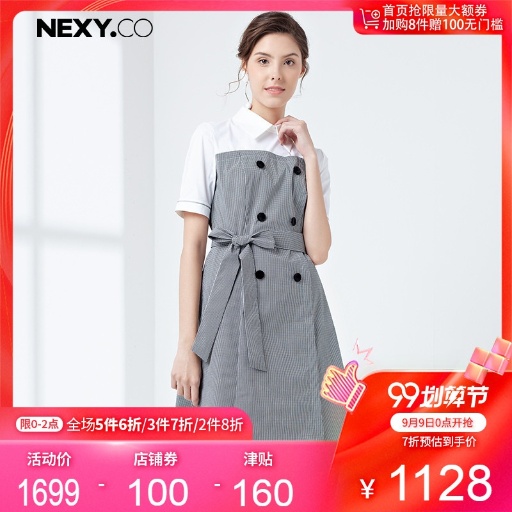 NEXY.CO
首页抢限量大额券
加购8件赠100无门槛
99划算节
9月9日0点开抢
7折预估到手价
限0-2点 全场5件6折/3件7折/2件8折
活动价 店铺券 津贴
1699 - 100 - 160
¥ 1128